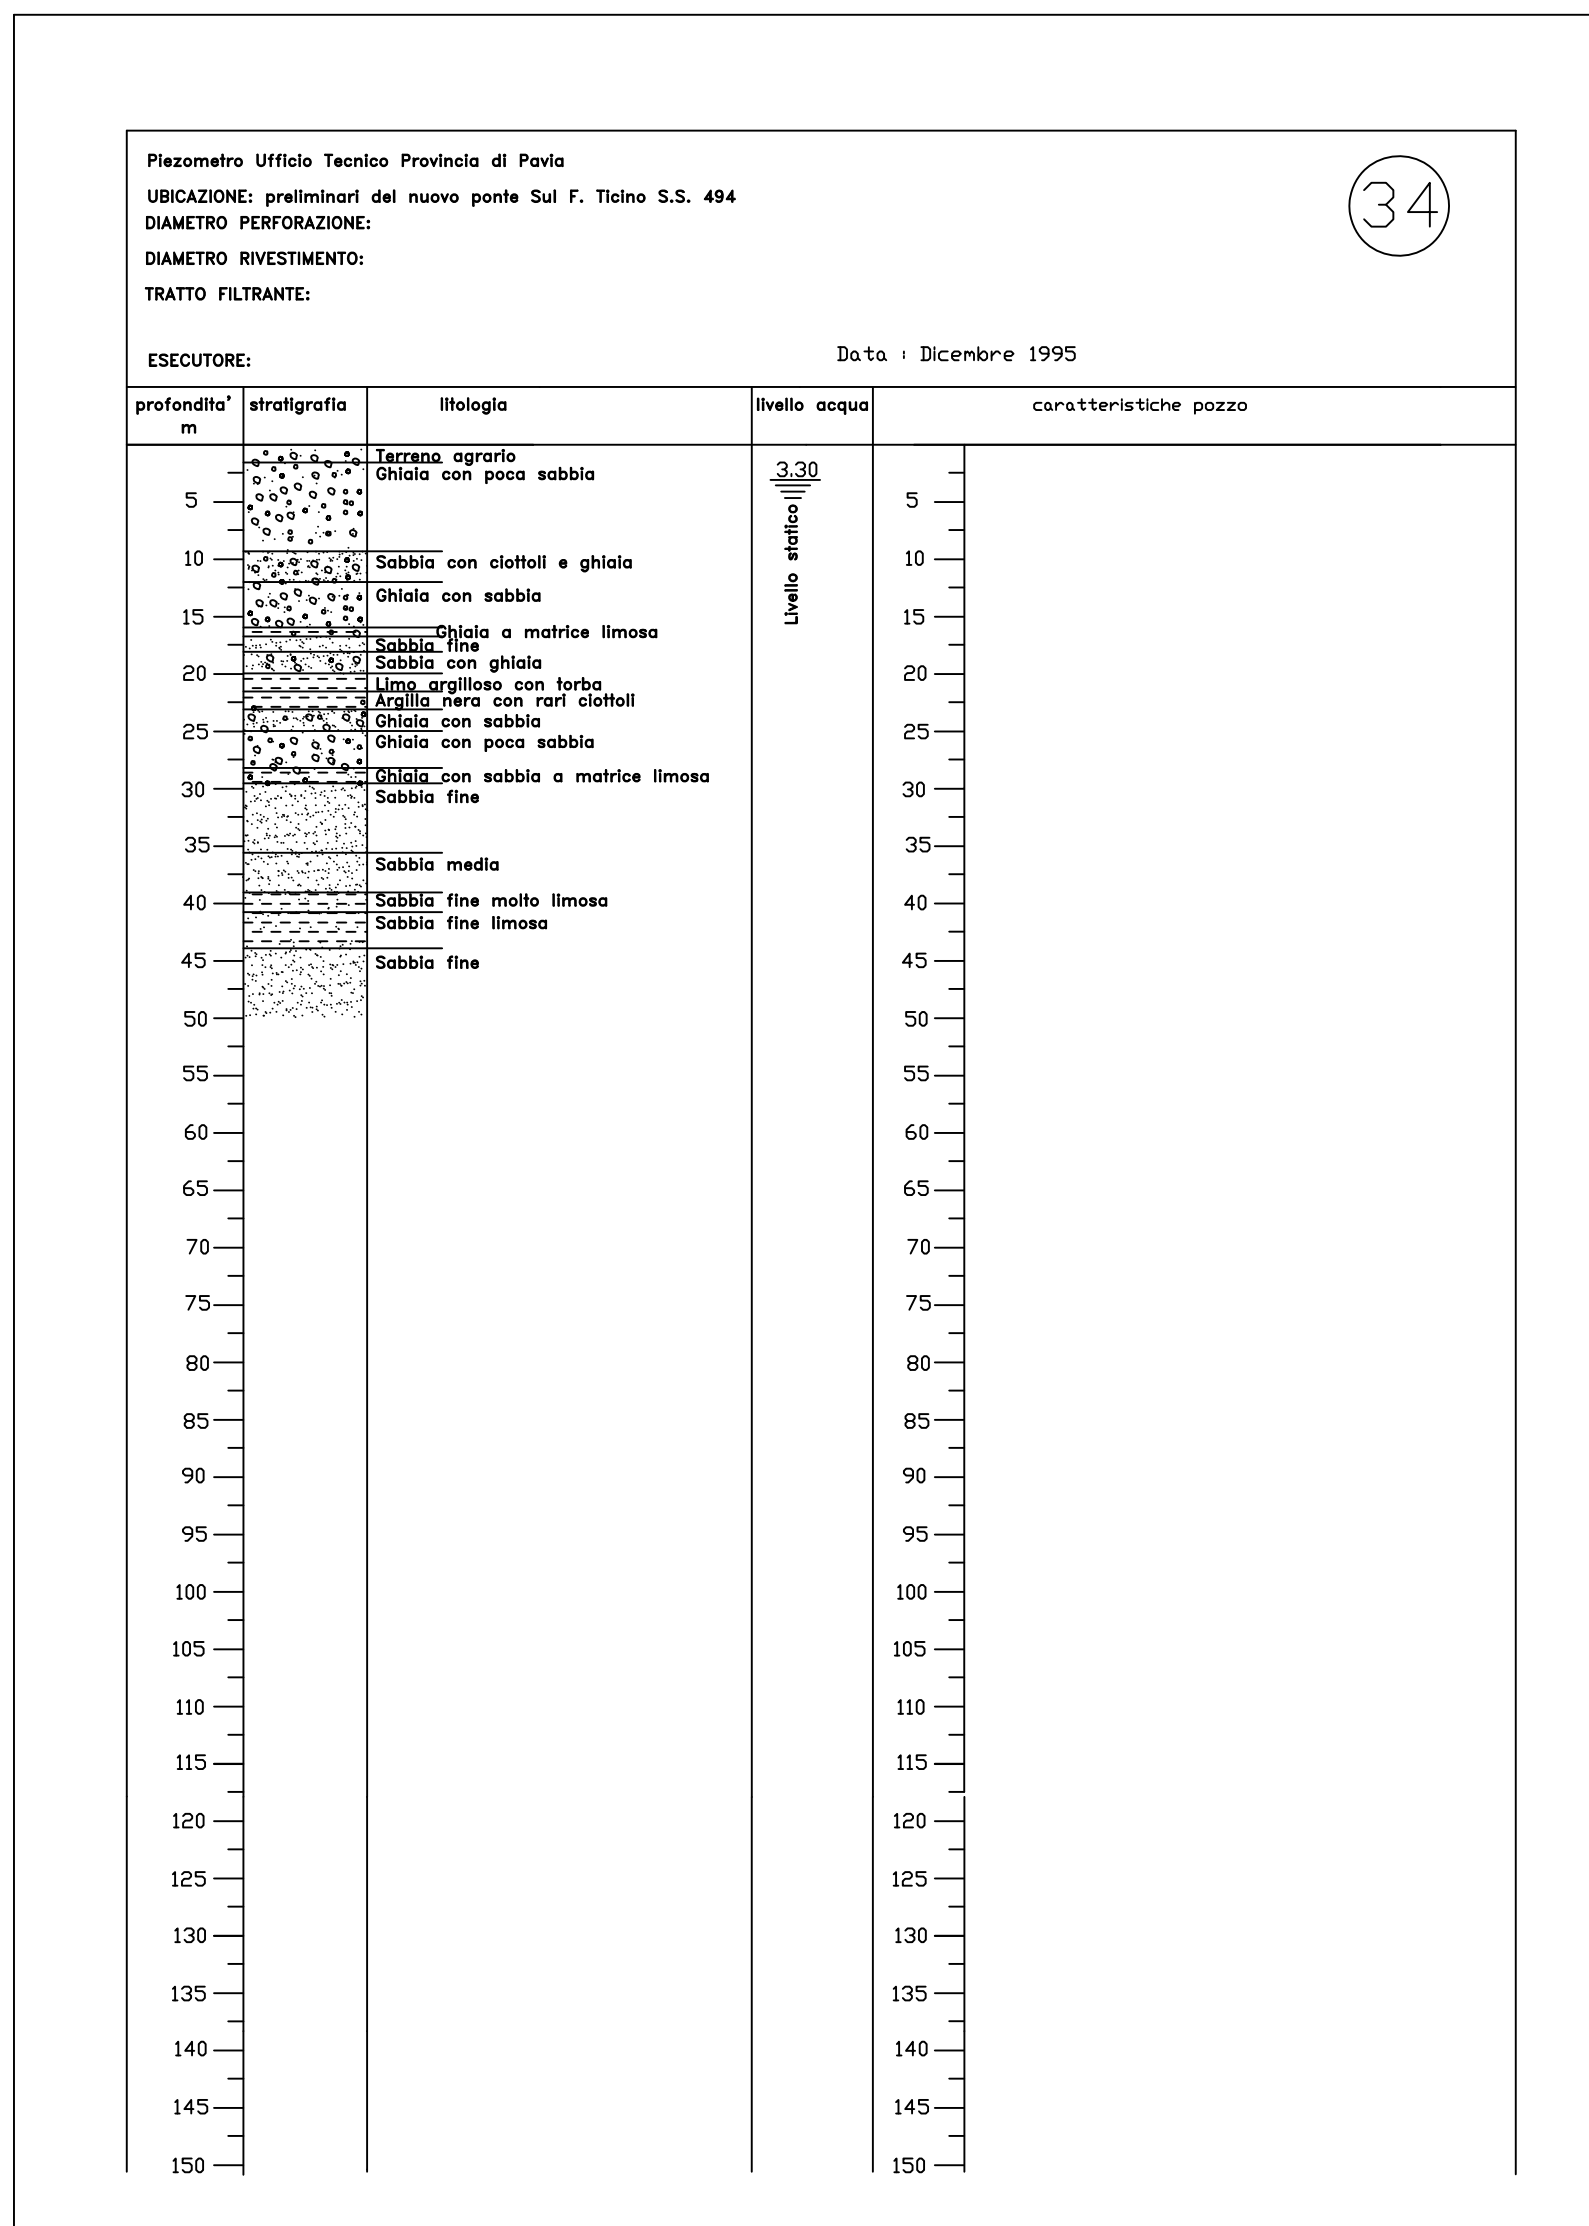 Piezometro Ufficio Tecnico Provincia di Pavia
34
UBICAZIONE: preliminari del nuovo ponte Sul F. Ticino S.S. 494
DIAMETRO PERFORAZIONE:
DIAMETRO RIVESTIMENTO:
TRATTO FILTRANTE:
Data : Dicembre 1995
ESECUTORE:
profondita' stratigrafia litologia livello acqua caratteristiche pozzo
m
Terreno agrario
3.30
Ghiaia con poca sabbia
5 5
Livello statico
10 Sabbia con ciottoli e ghiaia 10
Ghiaia con sabbia
15 15
Ghiaia a matrice limosa
Sabbia fine
Sabbia con ghiaia
20 20
Limo argilloso con torba
Argilla nera con rari ciottoli
Ghiaia con sabbia
25 25
Ghiaia con poca sabbia
Ghiaia con sabbia a matrice limosa
30 30
Sabbia fine
35 35
Sabbia media
40 Sabbia fine molto limosa 40
Sabbia fine limosa
45 Sabbia fine 45
50 50
55 55
60 60
65 65
70 70
75 75
80 80
85 85
90 90
95 95
100 100
105 105
110 110
115 115
120 120
125 125
130 130
135 135
140 140
145 145
150 150